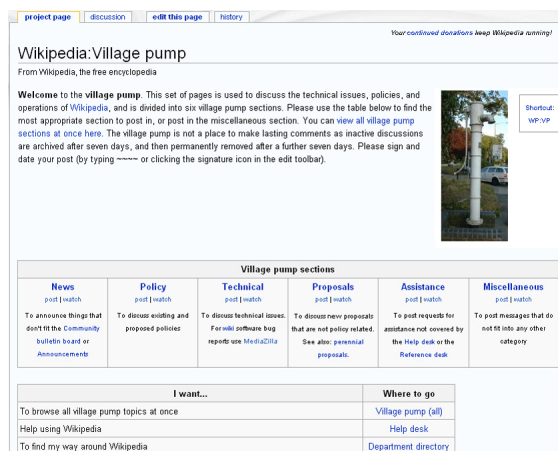 project page discussion edit this page history
Your continued donations keep Wikipedia running!
Wikipedia:Village pump
From Wikipedia, the free encyclopedia
Welcome to the village pump. This set of pages is used to discuss the technical issues, policies, and
operations of Wikipedia, and is divided into six village pump sections. Please use the table below to find the
most appropriate section to post in, or post in the miscellaneous section. You can view all village pump
sections at once here. The village pump is not a place to make lasting comments as inactive discussions
are archived after seven days, and then permanently removed after a further seven days. Please sign and
date your post (by typing ~~~~ or clicking the signature icon in the edit toolbar).
Shortcut:
WP:VP
Village pump sections
News
post | watch
To announce things that
don't fit the Community
bulletin board or
Announcements
Policy
post | watch
To discuss existing and
proposed policies
Technical
post | watch
To discuss technical issues.
For wiki software bug
reports use MediaZilla
Proposals
post | watch
To discuss new proposals
that are not policy related.
See also: perennial
proposals.
Assistance
post | watch
To post requests for
assistance not covered by
the Help desk or the
Reference desk
Miscellaneous
post | watch
To post messages that do
not fit into any other
category
I want... Where to go
To browse all village pump topics at once Village pump (all)
Help using Wikipedia Help desk
To find my way around Wikipedia Department directory